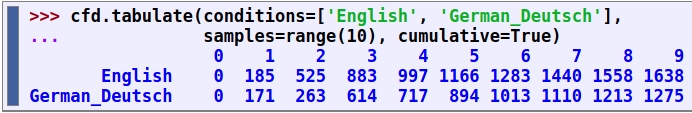 >>> cfd.tabulate(conditions=['English', 'German_Deutsch'],
... samples=range(10), cumulative=True)
0 1 2 3 4 5 6 7 8 9
English 0 185 525 883 997 1166 1283 1440 1558 1638
German_Deutsch 0 171 263 614 717 894 1013 1110 1213 1275